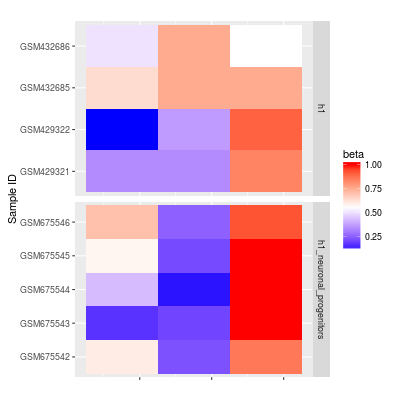 GSM432686
GSM432685
GSM429322
GSM429321
h1
Sample ID
GSM675546
GSM675545
GSM675544
GSM675543
GSM675542
h1_neuronal_progenitors
beta
1.00
0.75
0.50
0.25